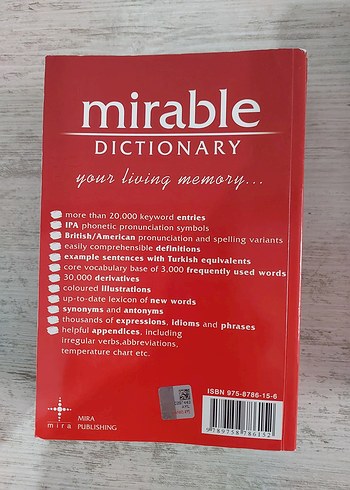 mirable
DICTIONARY
your living memory...
more than 20,000 keyword entries
IPA phonetic pronunciation symbols
British/American pronunciation and spelling variants
easily comprehensible definitions
example sentences with Turkish equivalents
core vocabulary base of 3,000 frequently used words
30,000 derivatives
coloured illustrations
up-to-date lexicon of new words
synonyms and antonyms
thousands of expressions, idioms and phrases
helpful appendices, including
irregular verbs,abbreviations,
temperature chart etc.
ISBN 975-8786-15-6
9789758786152
mira
MIRA
PUBLISHING